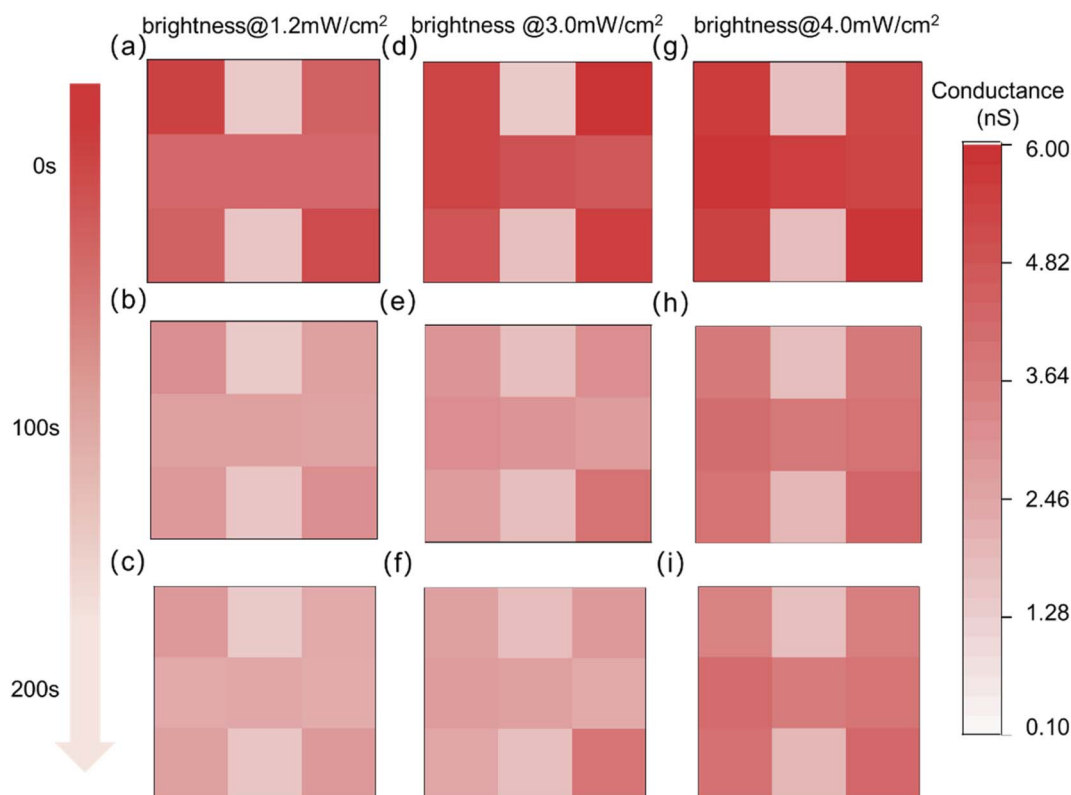 brightness@1.2mW/cm²
brightness @3.0mW/cm²
brightness@4.0mW/cm²
(a)
(d)
(g)
Conductance
(nS)
6.00
4.82
3.64
2.46
1.28
0.10
0s
(b)
(e)
(h)
100s
(c)
(f)
(i)
200s